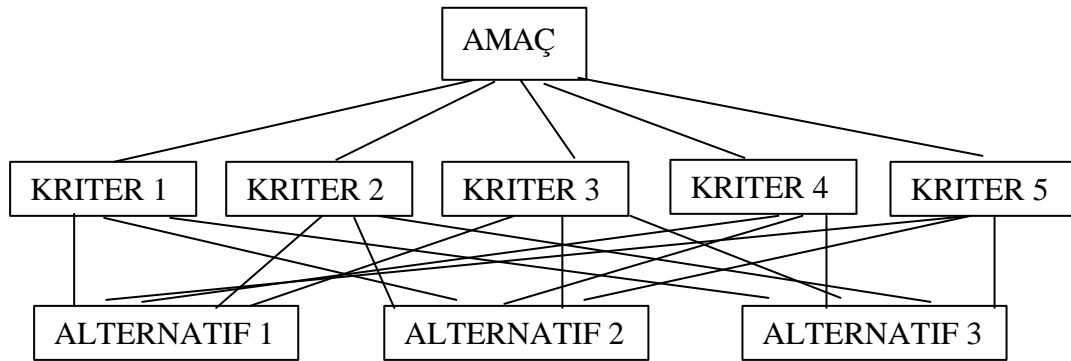 AMAÇ
KRITER 1 KRITER 2 KRITER 3 KRITER 4 KRITER 5
ALTERNATIF 1 ALTERNATIF 2 ALTERNATIF 3